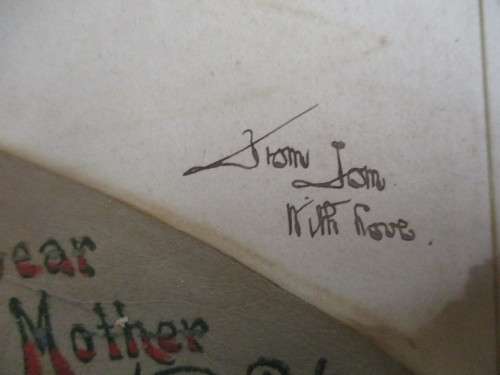 From Tom
With love.
ear
Mother